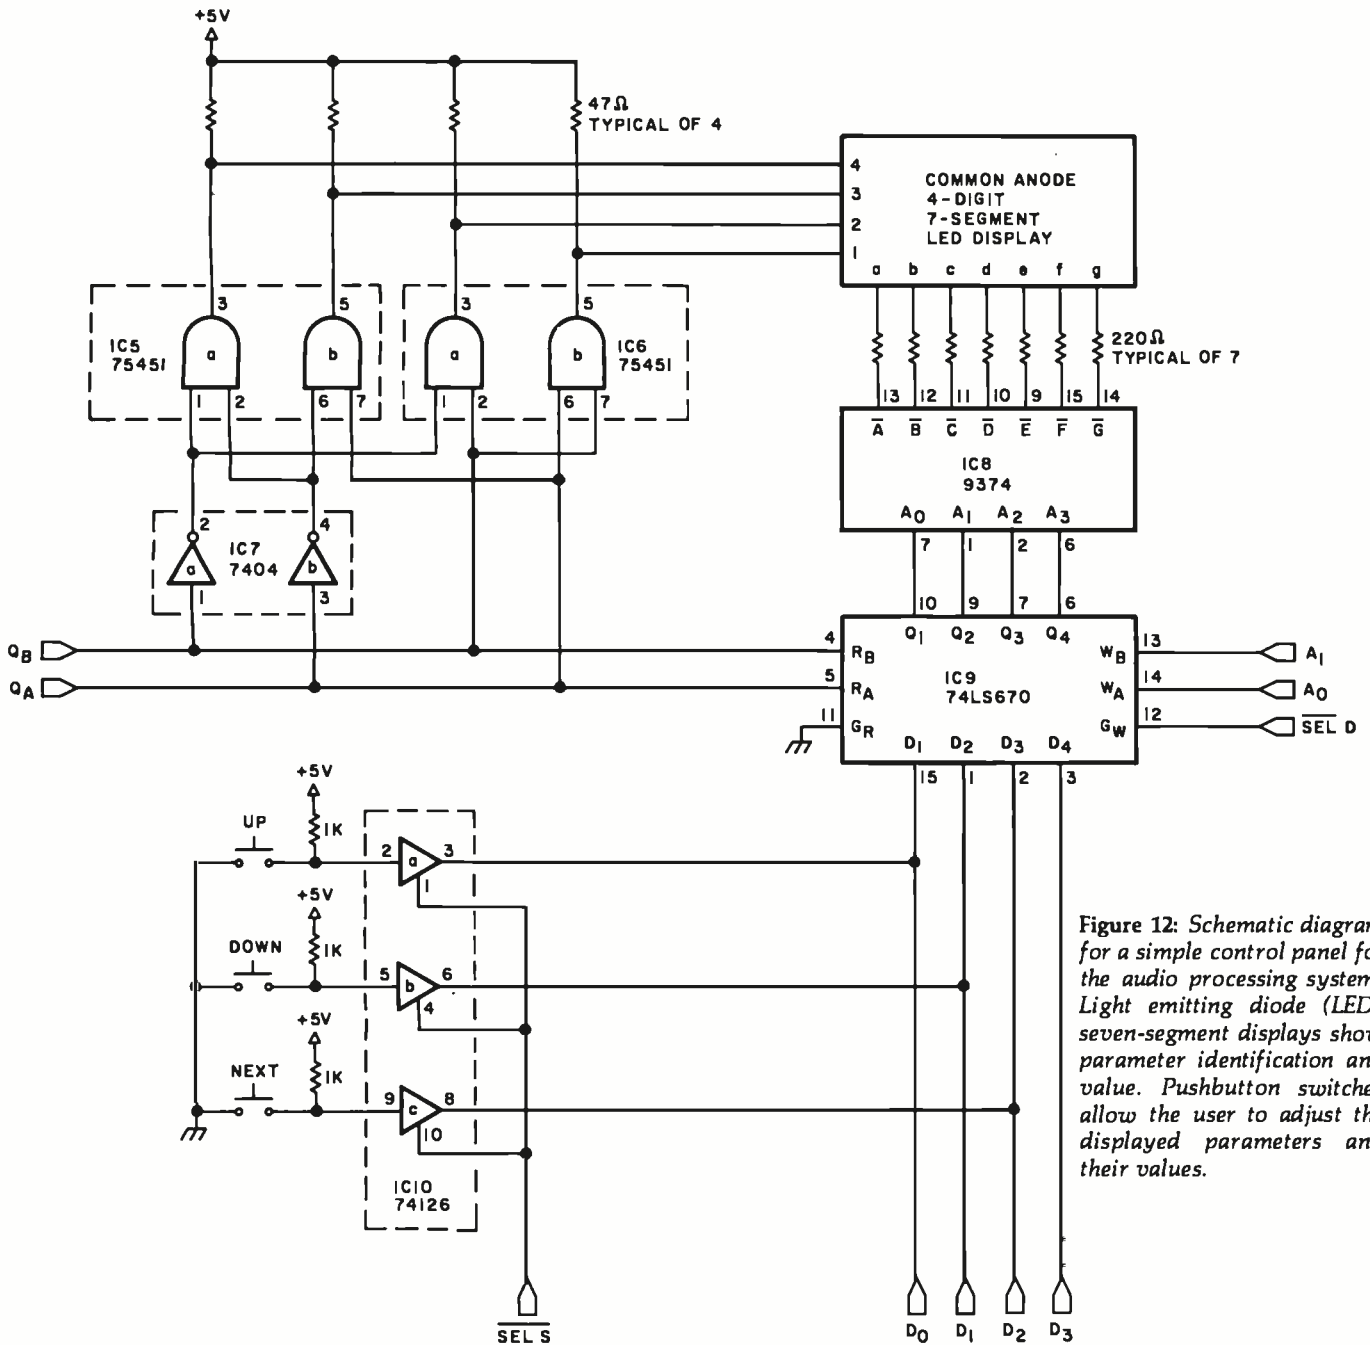 +5V
47Ω
TYPICAL OF 4
4
3
2
1
COMMON ANODE
4-DIGIT
7-SEGMENT
LED DISPLAY
a b c d e f g
3 5 3 5
IC5
75451
a b a b
IC6
75451
1 2 6 7 1 2 6 7
220Ω
TYPICAL OF 7
13 12 11 10 9 15 14
A̅ B̅ C̅ D̅ E̅ F̅ G̅
IC8
9374
A0 A1 A2 A3
7 1 2 6
2 4
IC7
7404
a b
1 3
10 9 7 6
Q1 Q2 Q3 Q4
QB
4 RB
WB 13
A1
QA
5 RA
IC9
74LS670
WA 14
A0
11 GR
GW 12
S̅E̅L̅ D
D1 D2 D3 D4
15 1 2 3
+5V
UP
1K
2 a 3
1
+5V
DOWN
1K
5 b 6
4
+5V
NEXT
1K
9 c 8
10
IC10
74126
S̅E̅L̅ S̅
D0 D1 D2 D3
Figure 12: Schematic diagram
for a simple control panel fo
the audio processing system
Light emitting diode (LED
seven-segment displays show
parameter identification an
value. Pushbutton switche
allow the user to adjust th
displayed parameters an
their values.